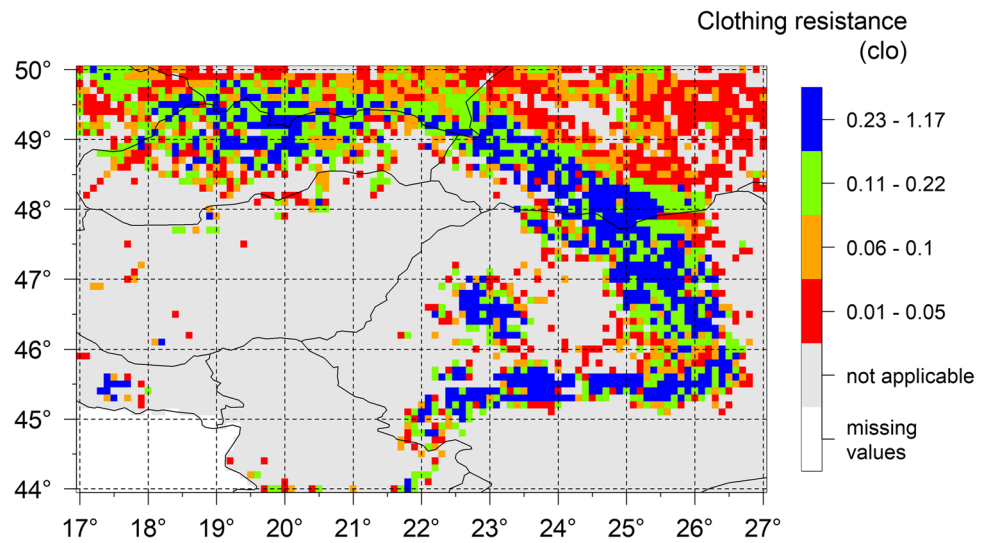 Clothing resistance
(clo)
50°
49°
48°
47°
46°
45°
44°
17°
18°
19°
20°
21°
22°
23°
24°
25°
26°
27°
0.23 - 1.17
0.11 - 0.22
0.06 - 0.1
0.01 - 0.05
not applicable
missing
values